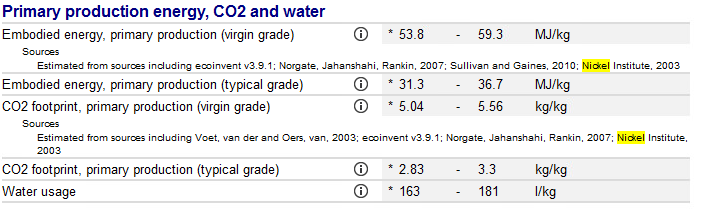 Primary production energy, CO2 and water
Embodied energy, primary production (virgin grade) * 53.8 - 59.3 MJ/kg
Sources
Estimated from sources including ecoinvent v3.9.1; Norgate, Jahanshahi, Rankin, 2007; Sullivan and Gaines, 2010; Nickel Institute, 2003
Embodied energy, primary production (typical grade) * 31.3 - 36.7 MJ/kg
CO2 footprint, primary production (virgin grade) * 5.04 - 5.56 kg/kg
Sources
Estimated from sources including Voet, van der and Oers, van, 2003; ecoinvent v3.9.1; Norgate, Jahanshahi, Rankin, 2007; Nickel Institute,
2003
CO2 footprint, primary production (typical grade) * 2.83 - 3.3 kg/kg
Water usage * 163 - 181 l/kg